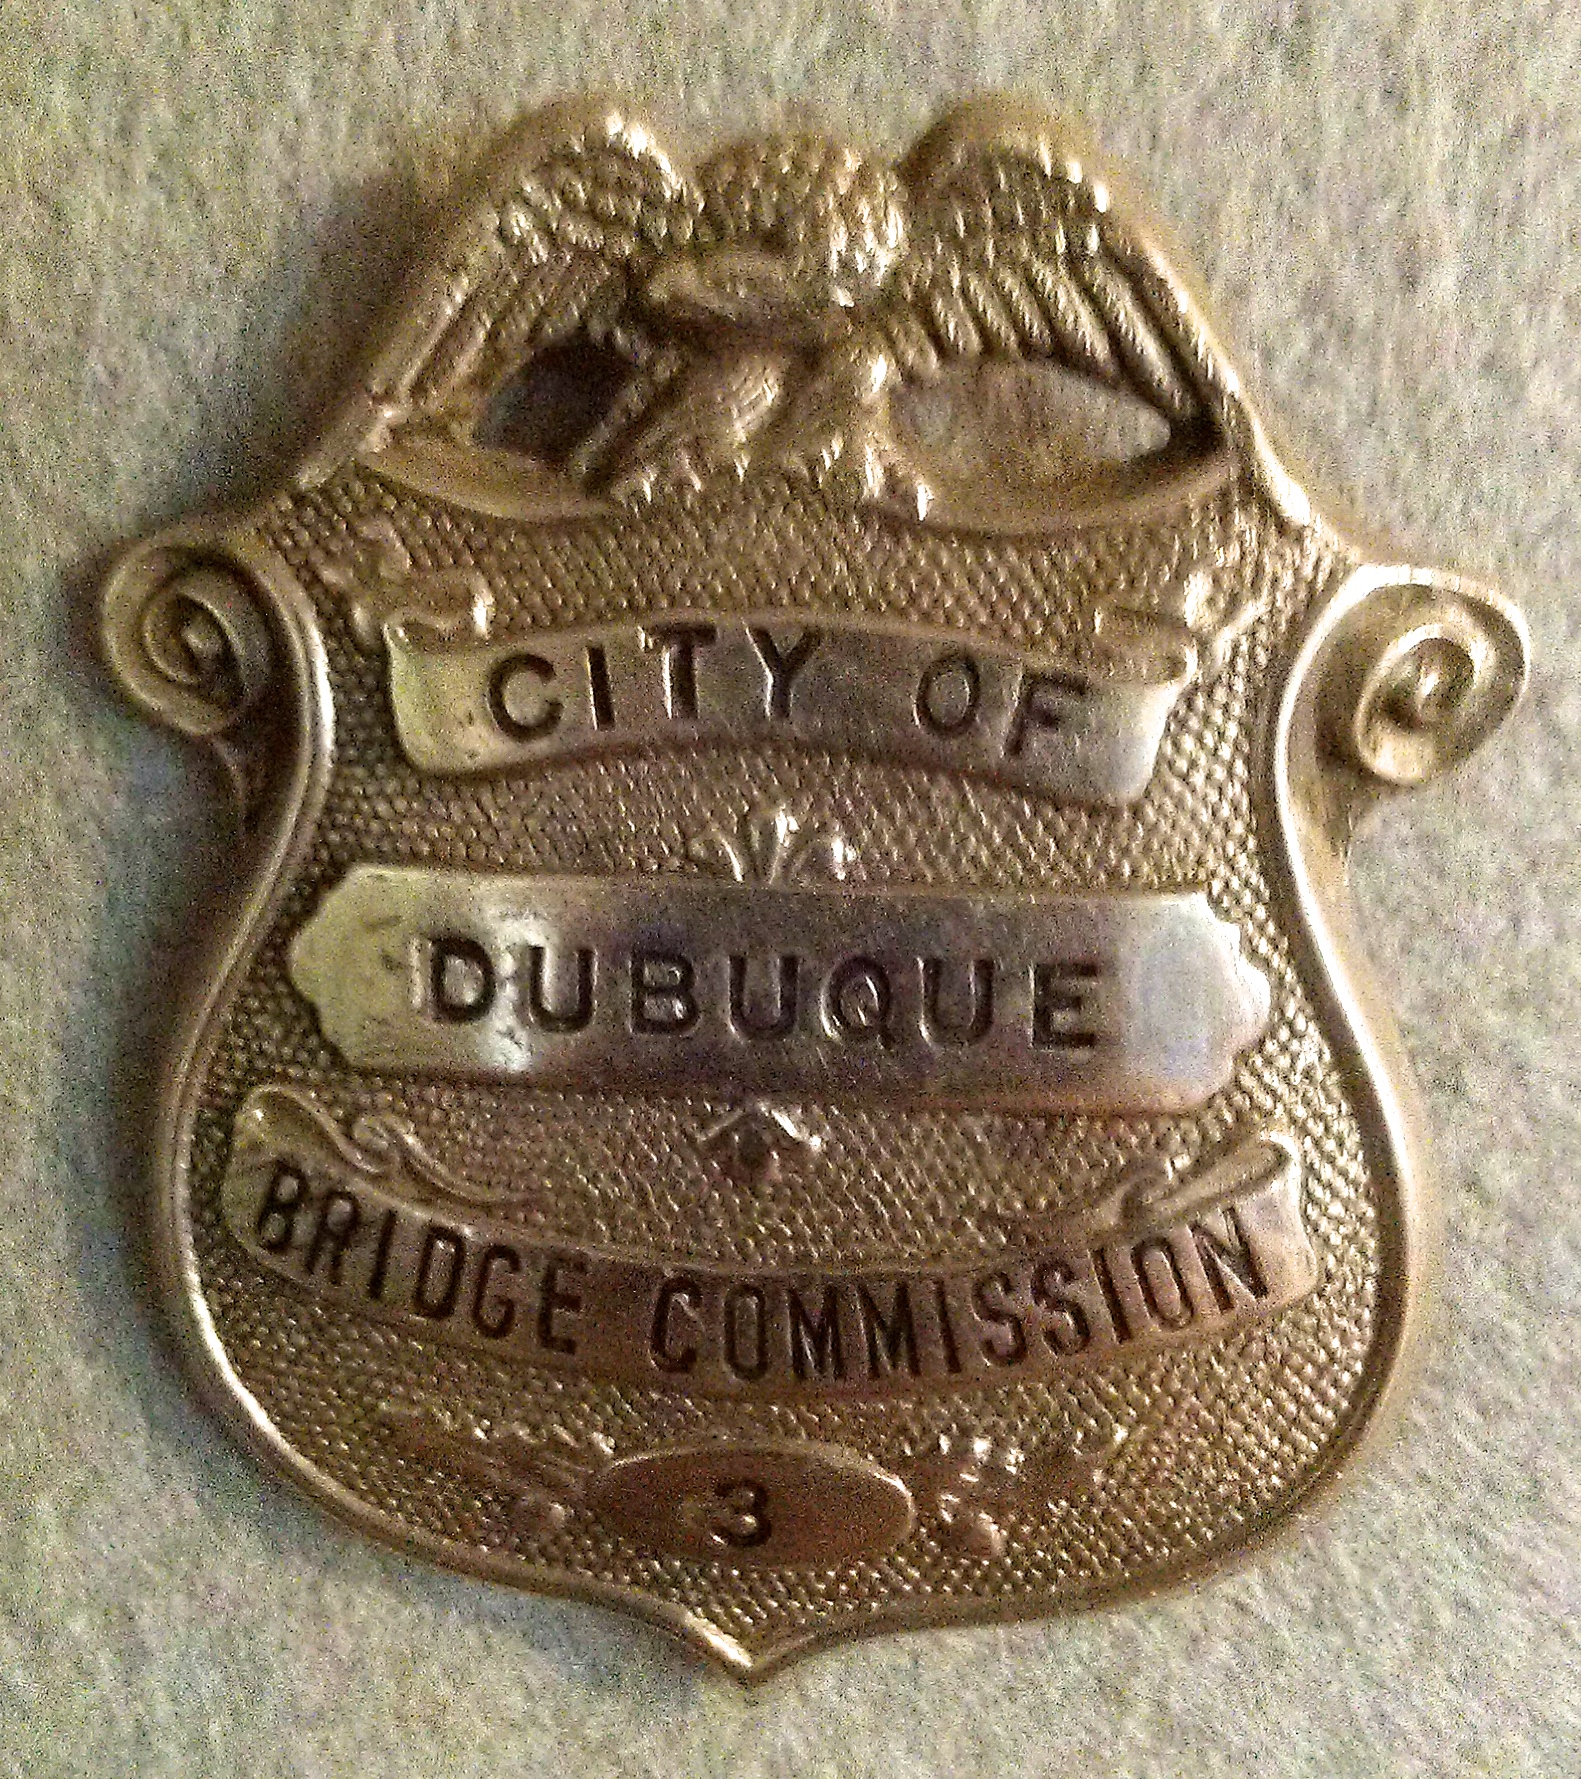 CITY OF
DUBUQUE
BRIDGE COMMISSION
3